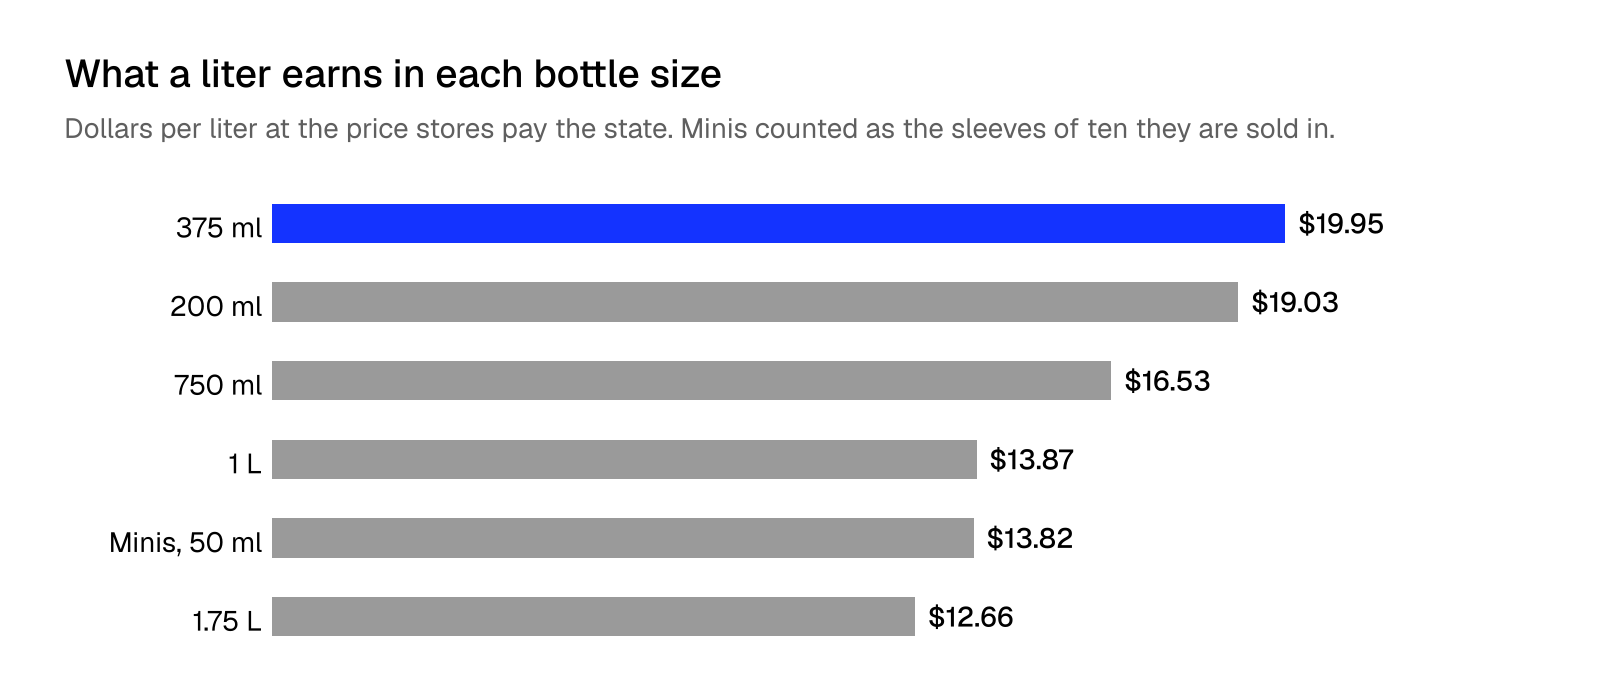 What a liter earns in each bottle size
Dollars per liter at the price stores pay the state. Minis counted as the sleeves of ten they are sold in.
375 ml $19.95
200 ml $19.03
750 ml $16.53
1 L $13.87
Minis, 50 ml $13.82
1.75 L $12.66